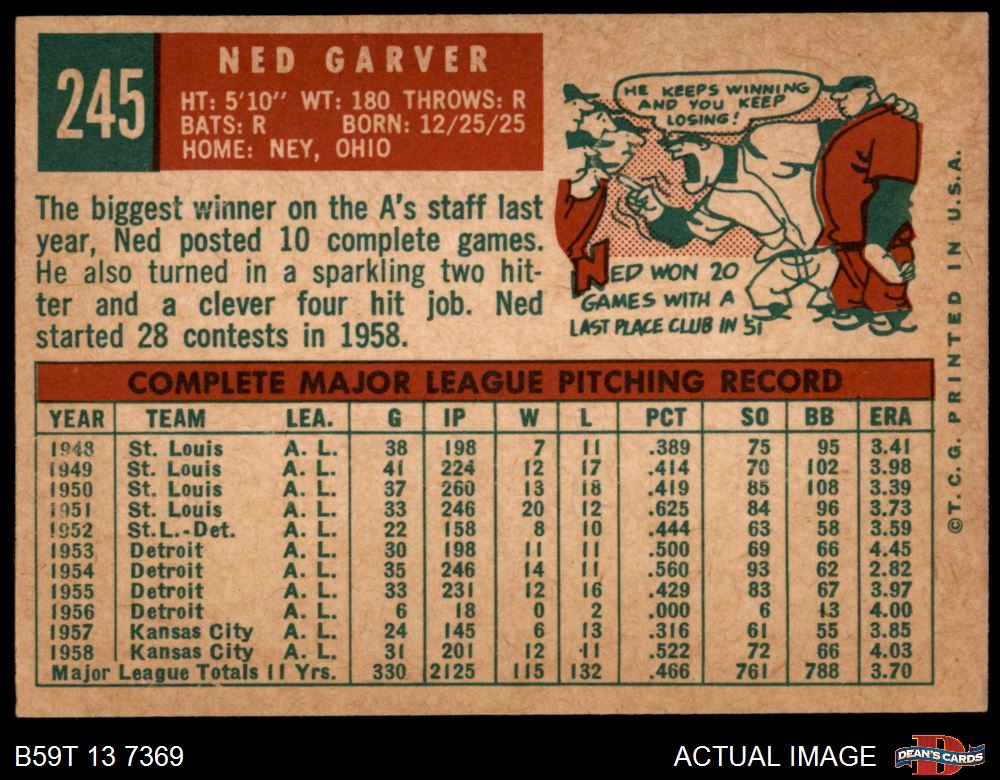 245
NED GARVER
HT: 5'10" WT: 180 THROWS: R
BATS: R BORN: 12/25/25
HOME: NEY, OHIO
The biggest winner on the A's staff last
year, Ned posted 10 complete games.
He also turned in a sparkling two hit-
ter and a clever four hit job. Ned
started 28 contests in 1958.
HE KEEPS WINNING
AND YOU KEEP
LOSING!
NED WON 20
GAMES WITH A
LAST PLACE CLUB IN '51
COMPLETE MAJOR LEAGUE PITCHING RECORD
YEAR TEAM LEA. G IP W L PCT SO BB ERA
1948 St. Louis A. L. 38 198 7 11 .389 75 95 3.41
1949 St. Louis A. L. 41 224 12 17 .414 70 102 3.98
1950 St. Louis A. L. 37 260 13 18 .419 85 108 3.39
1951 St. Louis A. L. 33 246 20 12 .625 84 96 3.73
1952 St.L.-Det. A. L. 22 158 8 10 .444 63 58 3.59
1953 Detroit A. L. 30 198 11 11 .500 69 66 4.45
1954 Detroit A. L. 35 246 14 11 .560 93 62 2.82
1955 Detroit A. L. 33 231 12 16 .429 83 67 3.97
1956 Detroit A. L. 6 18 0 2 .000 6 13 4.00
1957 Kansas City A. L. 24 145 6 13 .316 61 55 3.85
1958 Kansas City A. L. 31 201 12 11 .522 72 66 4.03
Major League Totals 11 Yrs. 330 2125 115 132 .466 761 788 3.70
©T.C.G. PRINTED IN U.S.A.
B59T 13 7369
ACTUAL IMAGE
DEAN'S CARDS